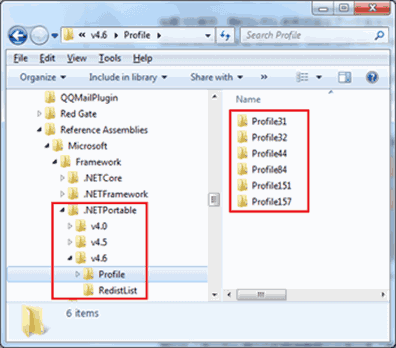 « v4.6 ▸ Profile ▸
Search Profile
File Edit View Tools Help
Organize Include in library Share with »
QQMailPlugin
Red Gate
Reference Assemblies
Microsoft
Framework
.NETCore
.NETFramework
.NETPortable
v4.0
v4.5
v4.6
Profile
RedistList
Name
Profile31
Profile32
Profile44
Profile84
Profile151
Profile157
6 items